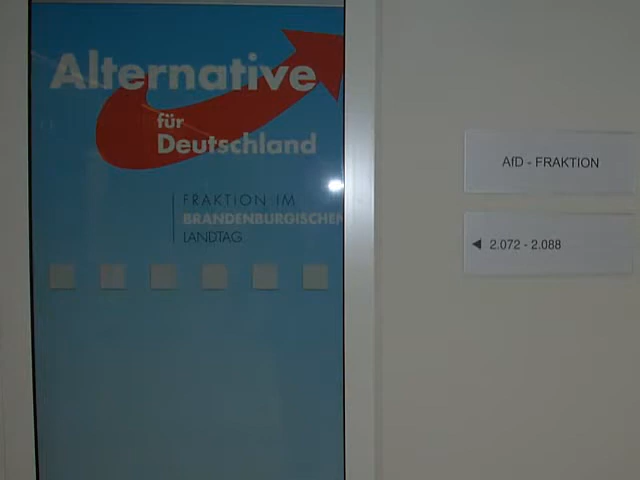 Alternative
für
Deutschland
FRAKTION IM
BRANDENBURGISCHEN
LANDTAG
AfD - FRAKTION
◀ 2.072 - 2.088